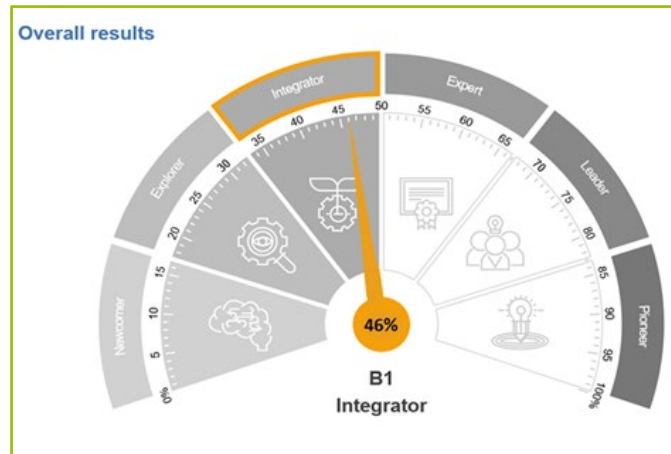 Overall results
Newcomer
Explorer
Integrator
Expert
Leader
Pioneer
0%
5
10
15
20
25
30
35
40
45
50
55
60
65
70
75
80
85
90
95
100%
46%
B1
Integrator